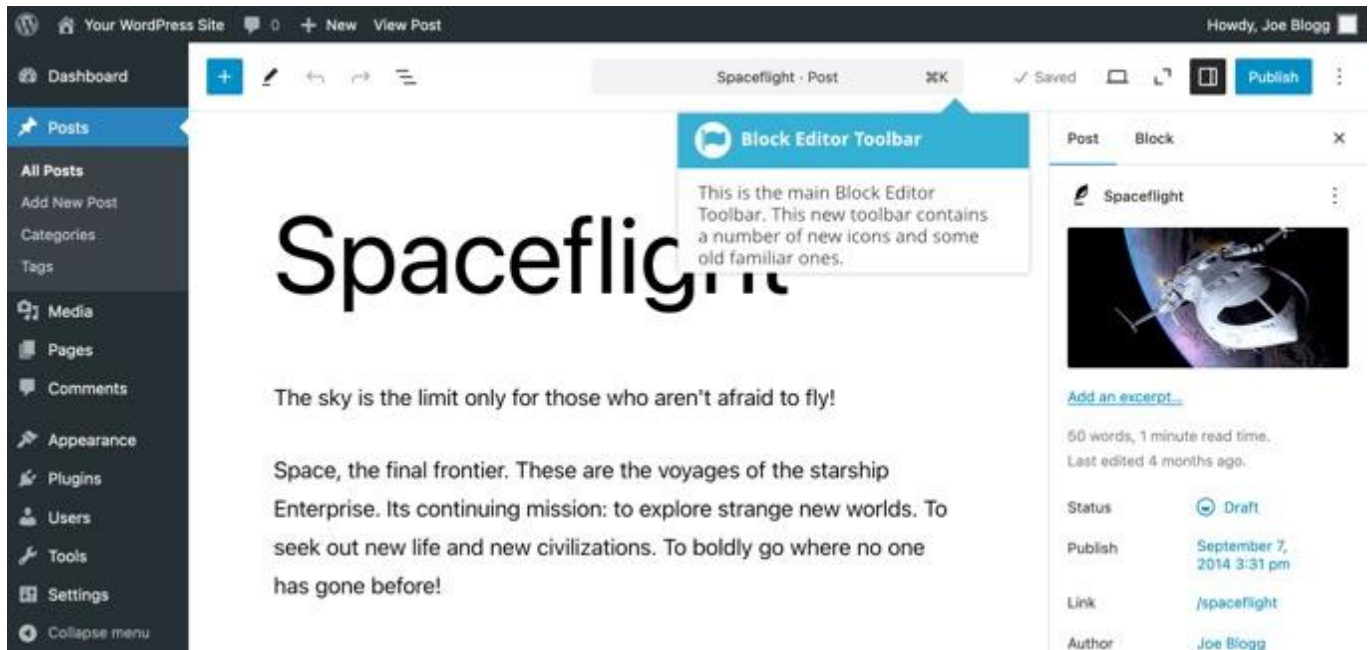 Your WordPress Site 0 + New View Post Howdy, Joe Blogg
Dashboard
Posts
All Posts
Add New Post
Categories
Tags
Media
Pages
Comments
Appearance
Plugins
Users
Tools
Settings
Collapse menu
Spaceflight · Post ⌘K Saved Publish
Block Editor Toolbar
This is the main Block Editor
Toolbar. This new toolbar contains
a number of new icons and some
old familiar ones.
Spaceflight
The sky is the limit only for those who aren't afraid to fly!
Space, the final frontier. These are the voyages of the starship
Enterprise. Its continuing mission: to explore strange new worlds. To
seek out new life and new civilizations. To boldly go where no one
has gone before!
Post Block
Spaceflight
Add an excerpt...
50 words, 1 minute read time.
Last edited 4 months ago.
Status Draft
Publish September 7,
2014 3:31 pm
Link /spaceflight
Author Joe Blogg